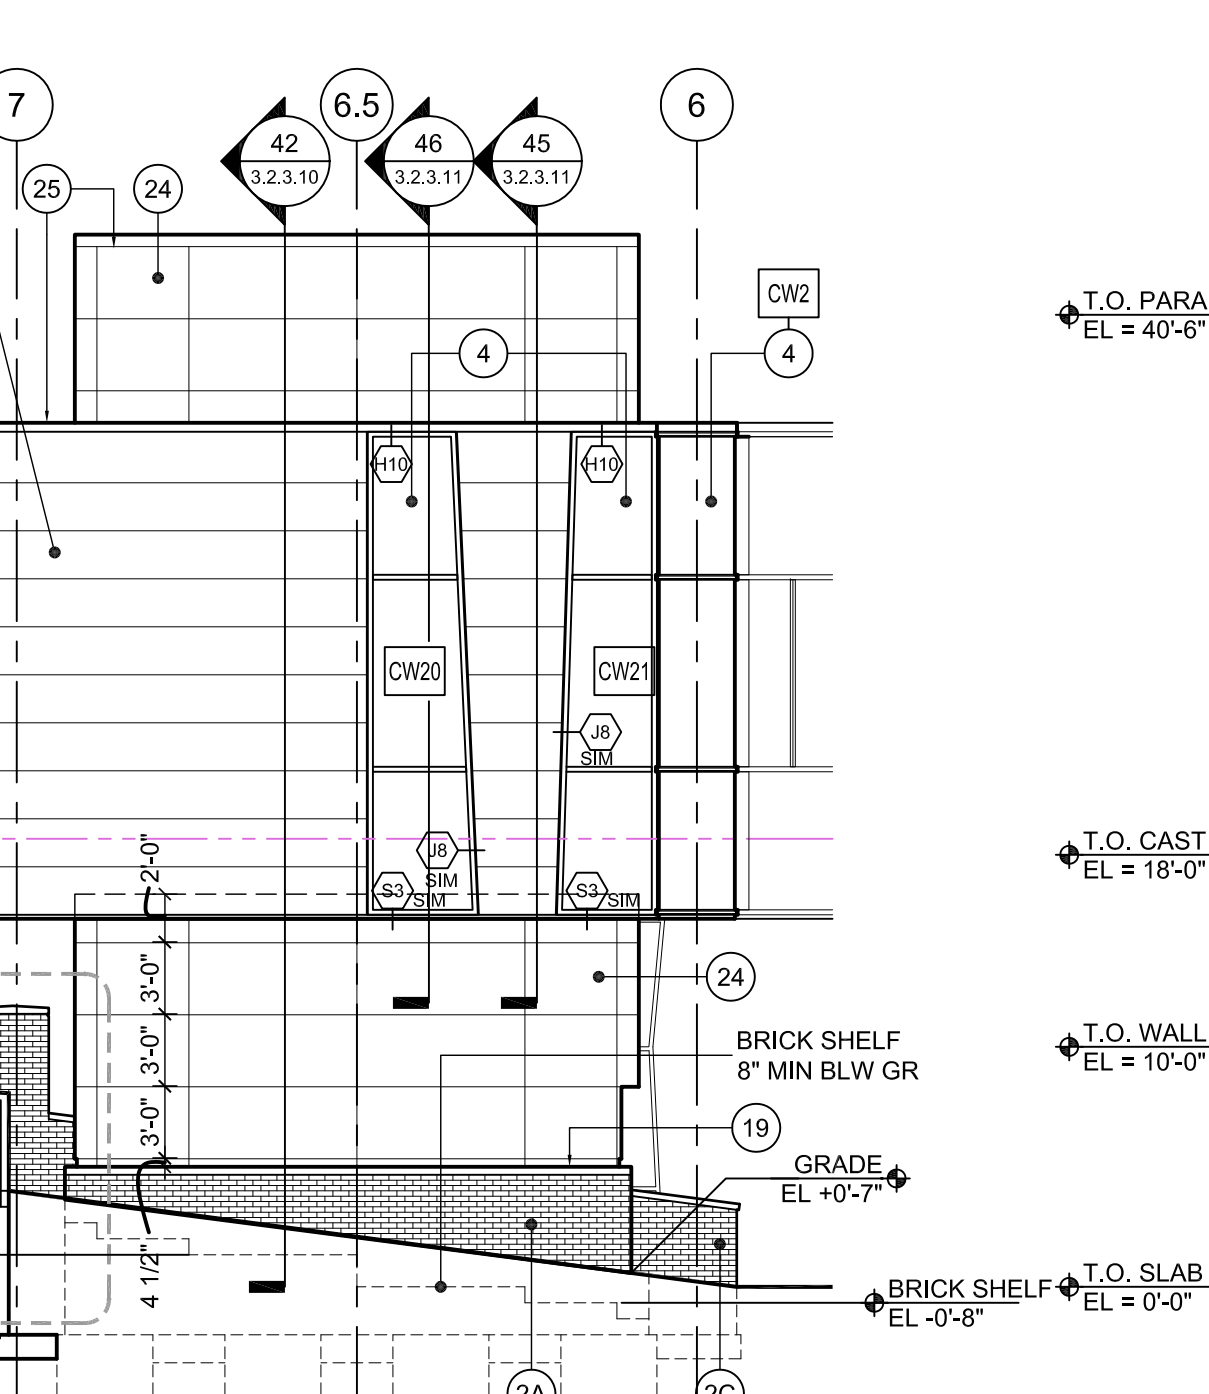 7
6.5
6
42
3.2.3.10
46
3.2.3.11
45
3.2.3.11
25
24
CW2
T.O. PARA
EL = 40'-6"
4
4
H10
H10
CW20
CW21
J8
SIM
2'-0"
J8
SIM
S3
SIM
S3
SIM
T.O. CAST
EL = 18'-0"
3'-0"
24
3'-0"
BRICK SHELF
8" MIN BLW GR
T.O. WALL
EL = 10'-0"
3'-0"
19
GRADE
EL +0'-7"
4 1/2"
BRICK SHELF
EL -0'-8"
T.O. SLAB
EL = 0'-0"
2A
2C